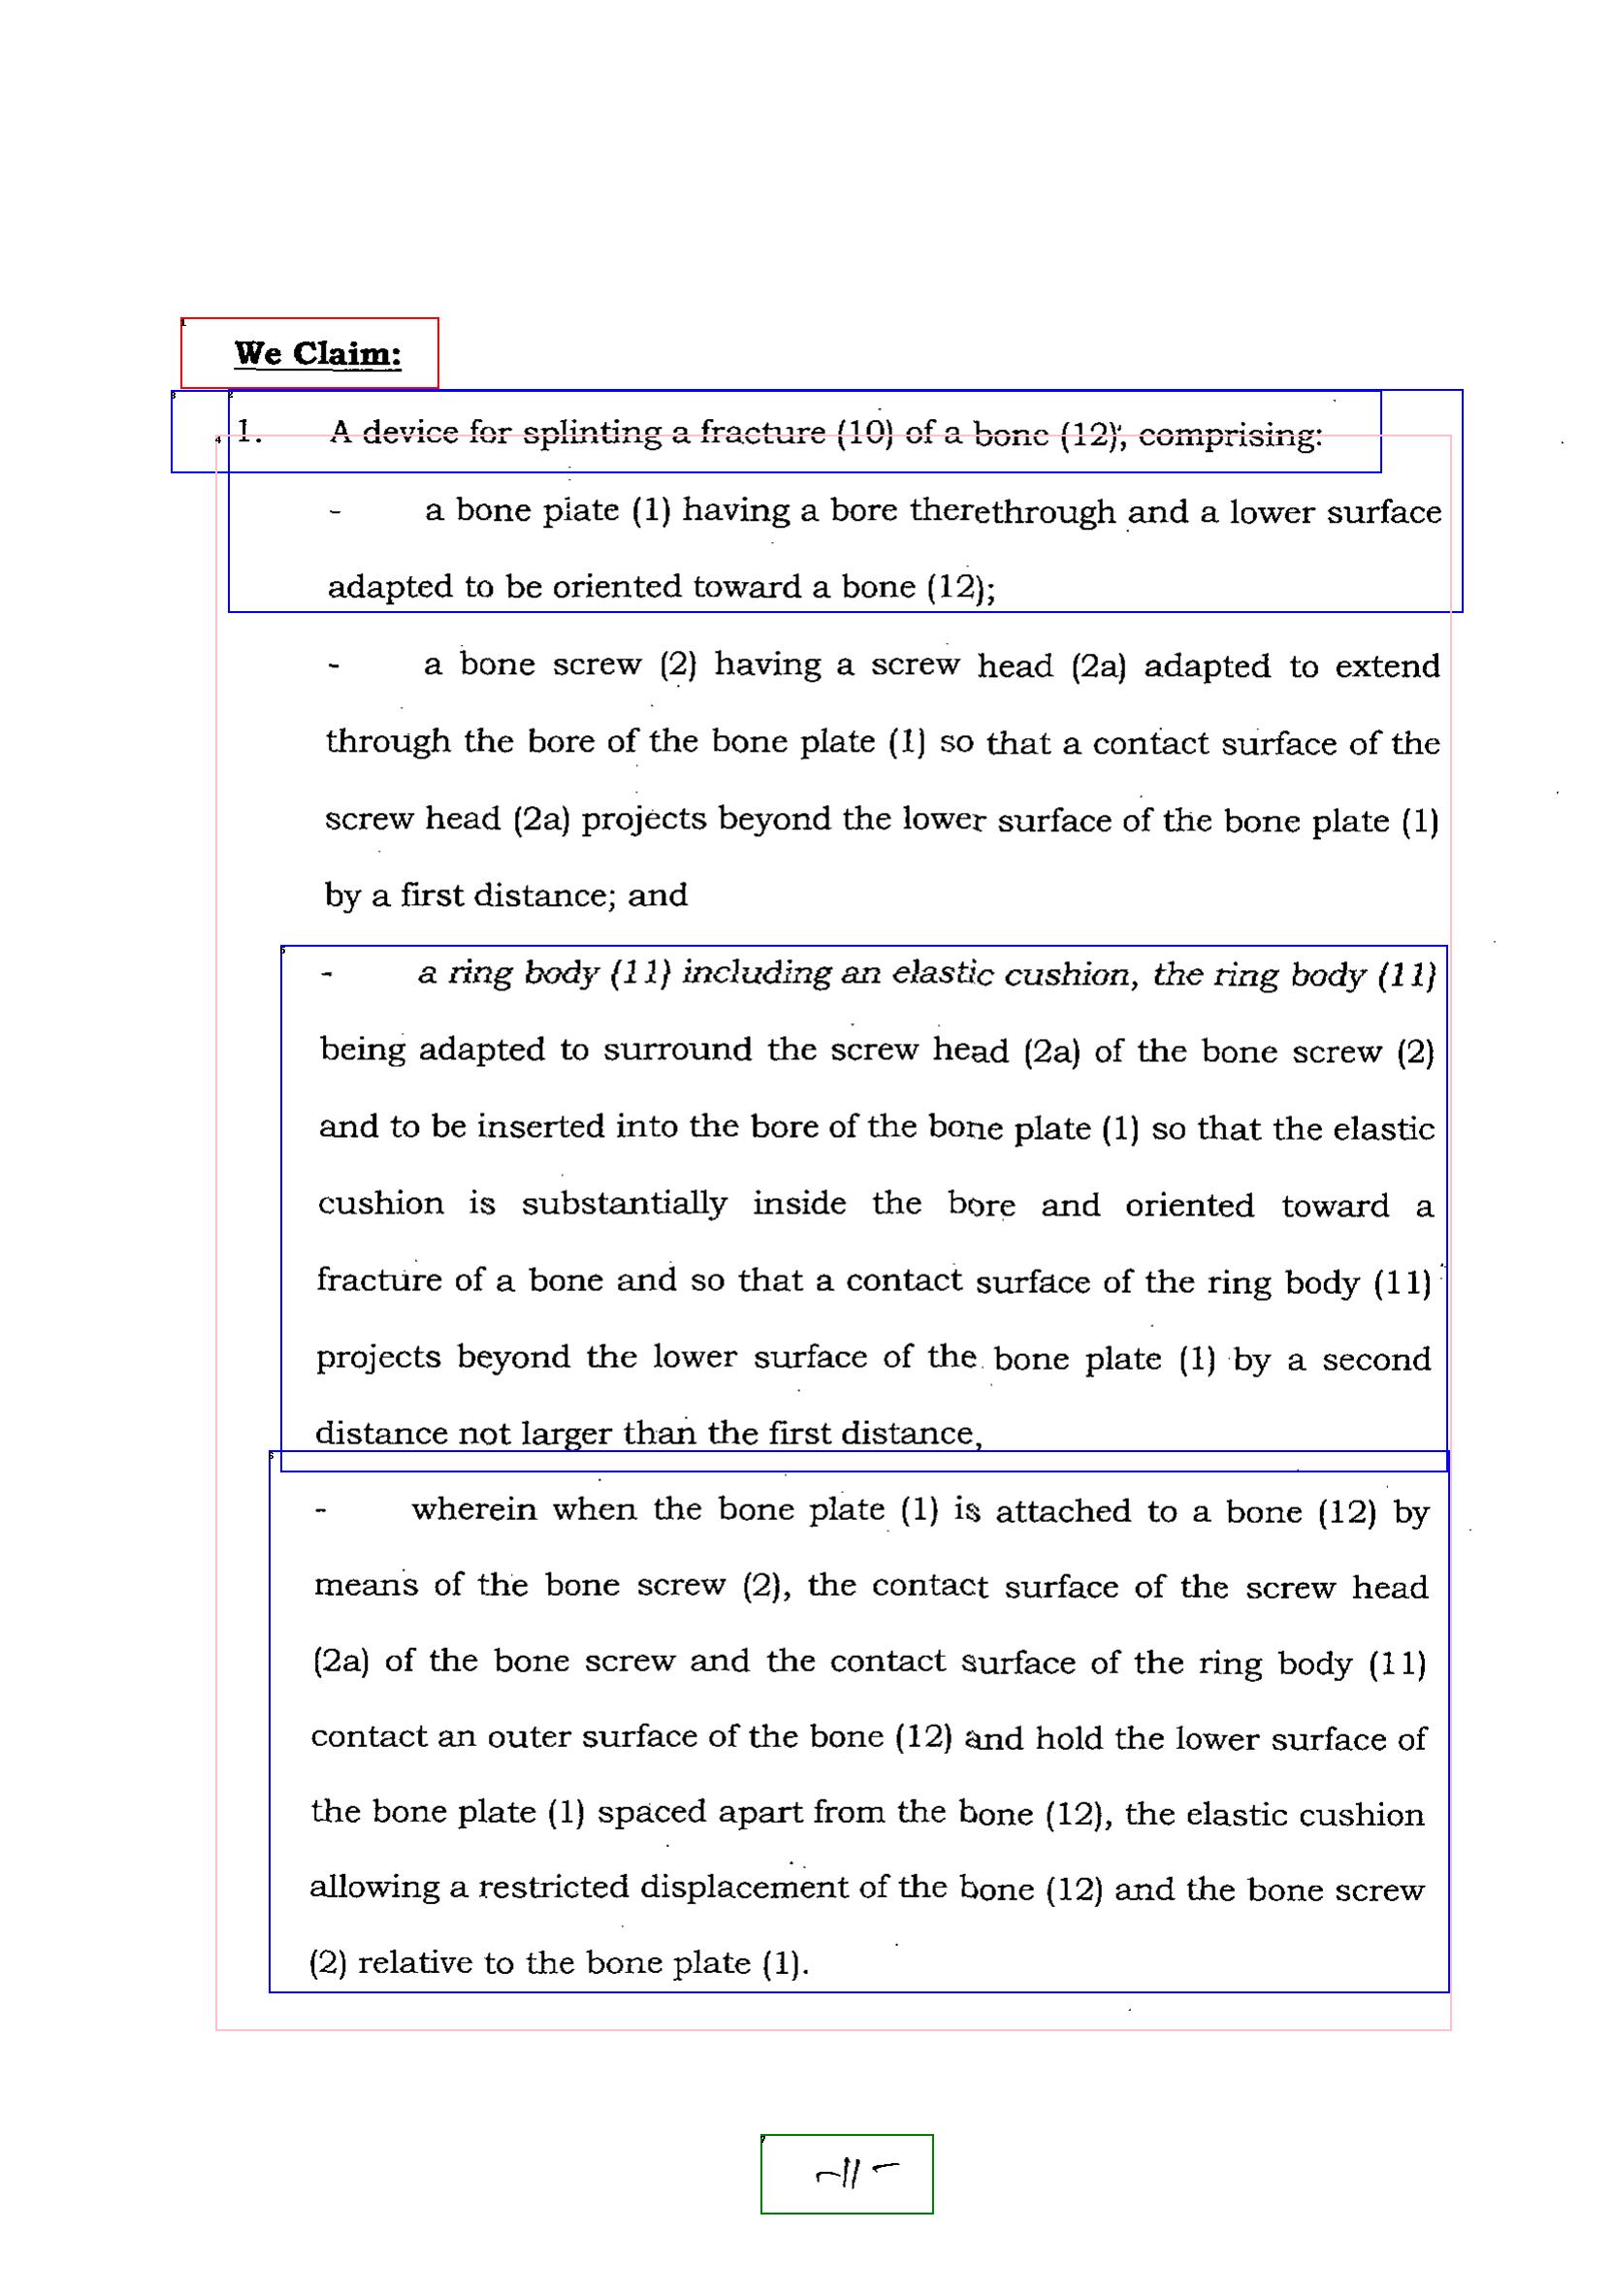 We Claim:
1. A device for splinting a fracture (10) of a bone (12), comprising:
- a bone plate (1) having a bore therethrough and a lower surface
adapted to be oriented toward a bone (12);
- a bone screw (2) having a screw head (2a) adapted to extend
through the bore of the bone plate (1) so that a contact surface of the
screw head (2a) projects beyond the lower surface of the bone plate (1)
by a first distance; and
- a ring body (11) including an elastic cushion, the ring body (11)
being adapted to surround the screw head (2a) of the bone screw (2)
and to be inserted into the bore of the bone plate (1) so that the elastic
cushion is substantially inside the bore and oriented toward a
fracture of a bone and so that a contact surface of the ring body (11)
projects beyond the lower surface of the bone plate (1) by a second
distance not larger than the first distance,
- wherein when the bone plate (1) is attached to a bone (12) by
means of the bone screw (2), the contact surface of the screw head
(2a) of the bone screw and the contact surface of the ring body (11)
contact an outer surface of the bone (12) and hold the lower surface of
the bone plate (1) spaced apart from the bone (12), the elastic cushion
allowing a restricted displacement of the bone (12) and the bone screw
(2) relative to the bone plate (1).
-11-